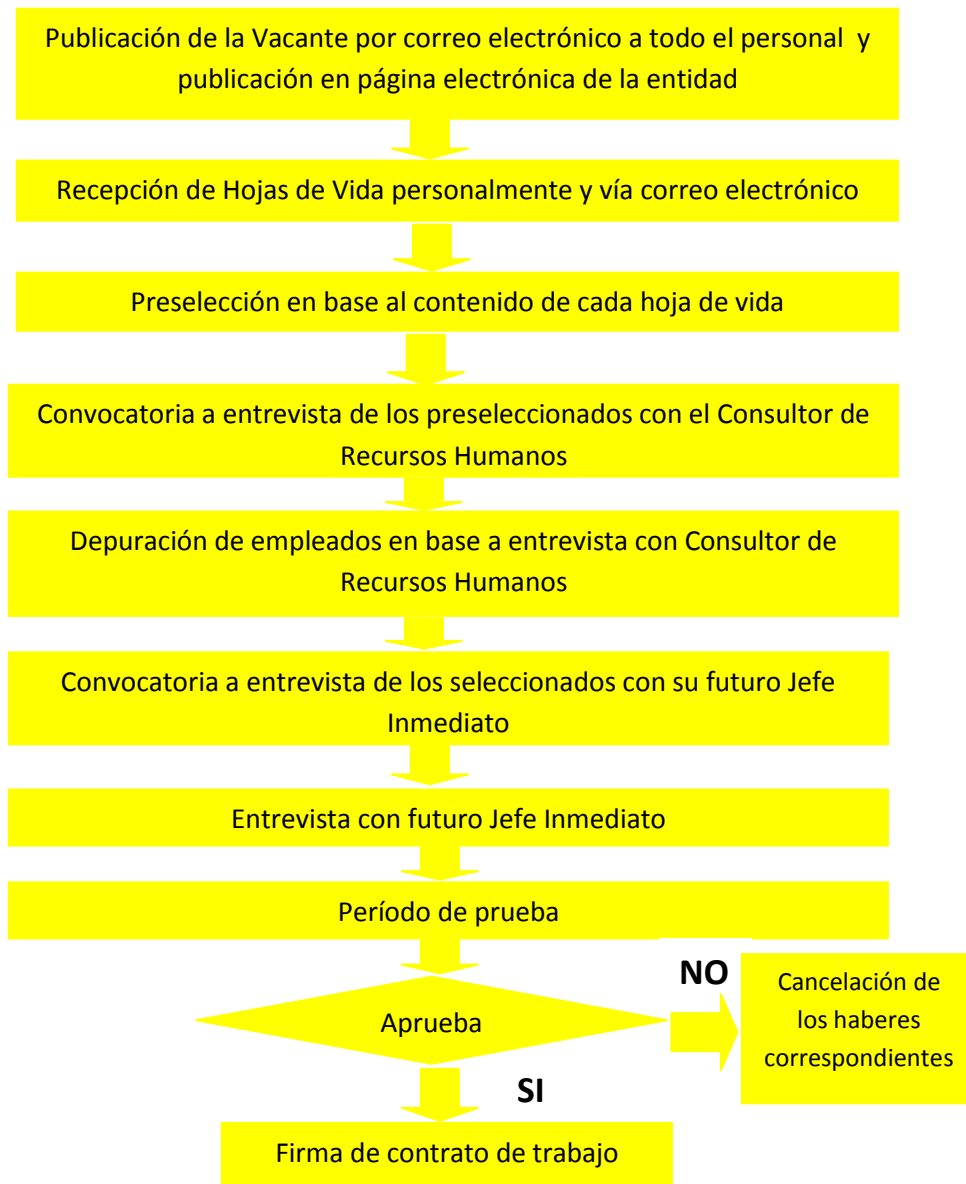 Publicación de la Vacante por correo electrónico a todo el personal y
publicación en página electrónica de la entidad
Recepción de Hojas de Vida personalmente y vía correo electrónico
Preselección en base al contenido de cada hoja de vida
Convocatoria a entrevista de los preseleccionados con el Consultor de
Recursos Humanos
Depuración de empleados en base a entrevista con Consultor de
Recursos Humanos
Convocatoria a entrevista de los seleccionados con su futuro Jefe
Inmediato
Entrevista con futuro Jefe Inmediato
Período de prueba
Aprueba
NO
Cancelación de
los haberes
correspondientes
SI
Firma de contrato de trabajo